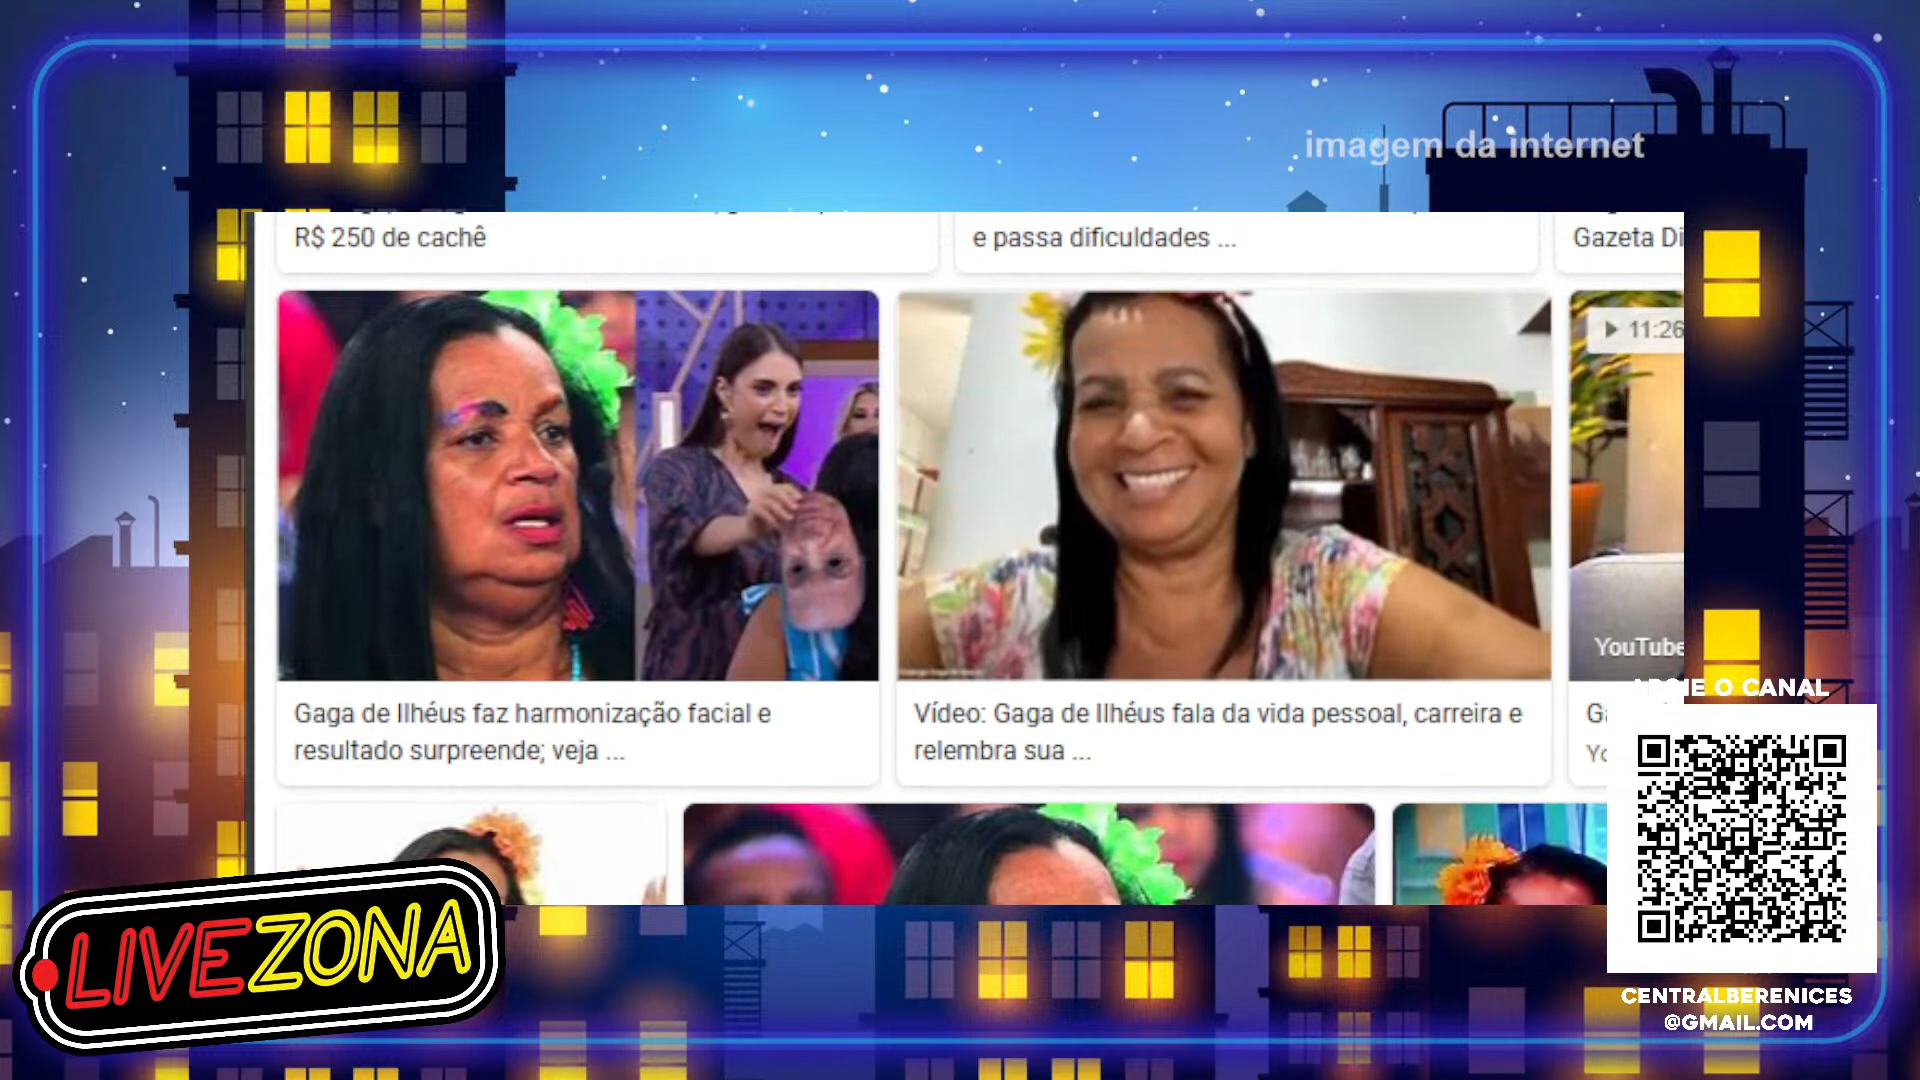 imagem da internet
R$ 250 de cachê
e passa dificuldades ...
Gazeta Di
11:26
YouTube
Gaga de Ilhéus faz harmonização facial e
resultado surpreende; veja ...
Vídeo: Gaga de Ilhéus fala da vida pessoal, carreira e
relembra sua ...
O CANAL
LIVEZONA
CENTRALBERENICES
@GMAIL.COM